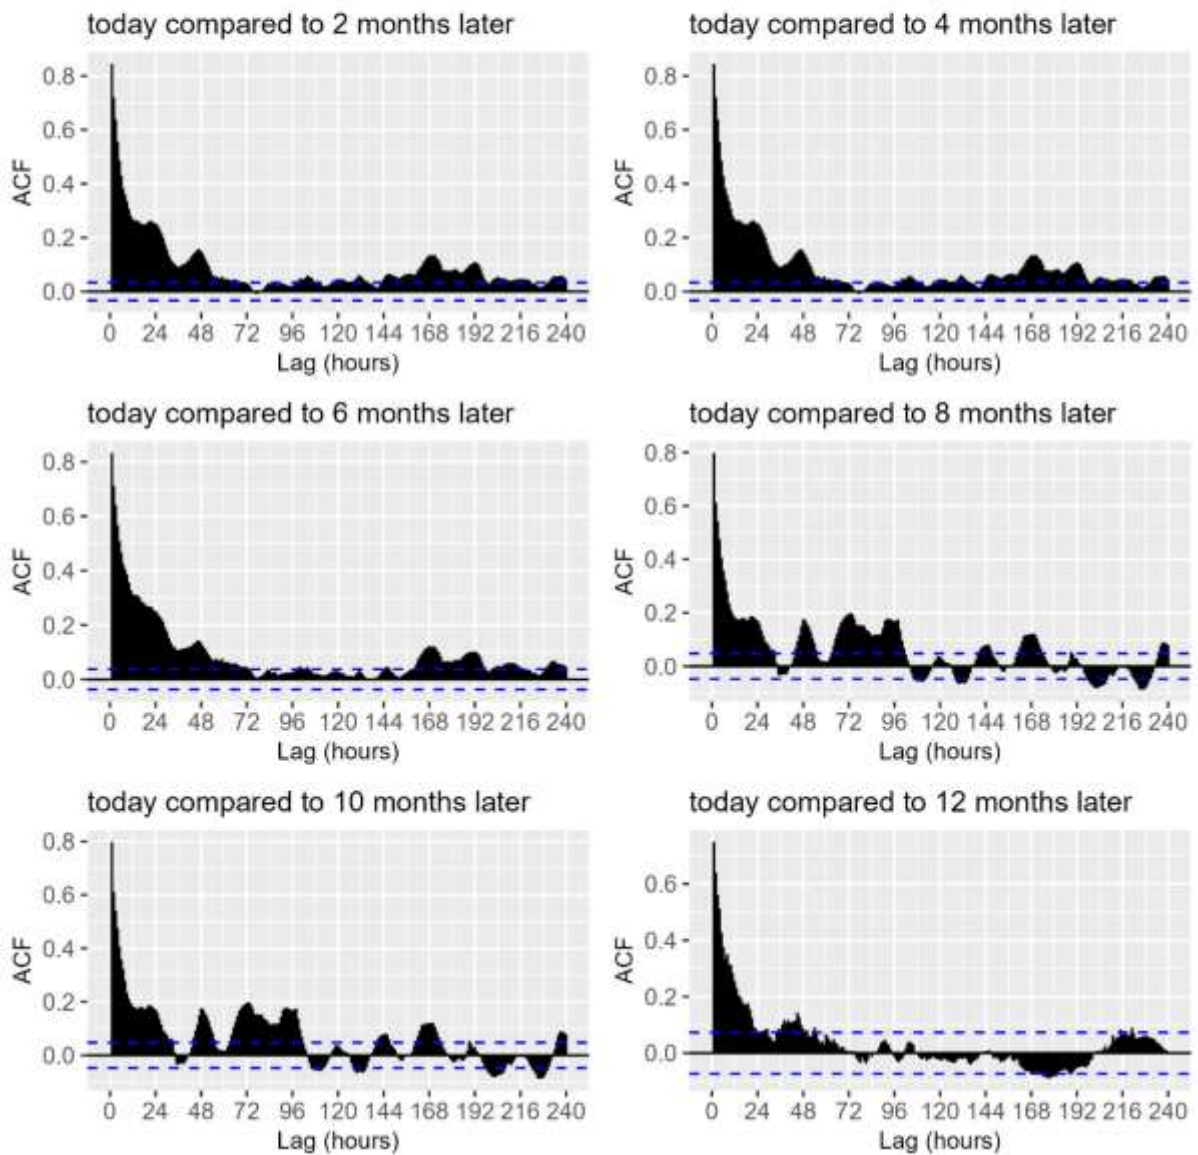 today compared to 2 months later
ACF
0.8
0.6
0.4
0.2
0.0
0 24 48 72 96 120 144 168 192 216 240
Lag (hours)
today compared to 4 months later
ACF
0.8
0.6
0.4
0.2
0.0
0 24 48 72 96 120 144 168 192 216 240
Lag (hours)
today compared to 6 months later
ACF
0.8
0.6
0.4
0.2
0.0
0 24 48 72 96 120 144 168 192 216 240
Lag (hours)
today compared to 8 months later
ACF
0.8
0.6
0.4
0.2
0.0
0 24 48 72 96 120 144 168 192 216 240
Lag (hours)
today compared to 10 months later
ACF
0.8
0.6
0.4
0.2
0.0
0 24 48 72 96 120 144 168 192 216 240
Lag (hours)
today compared to 12 months later
ACF
0.6
0.4
0.2
0.0
0 24 48 72 96 120 144 168 192 216 240
Lag (hours)